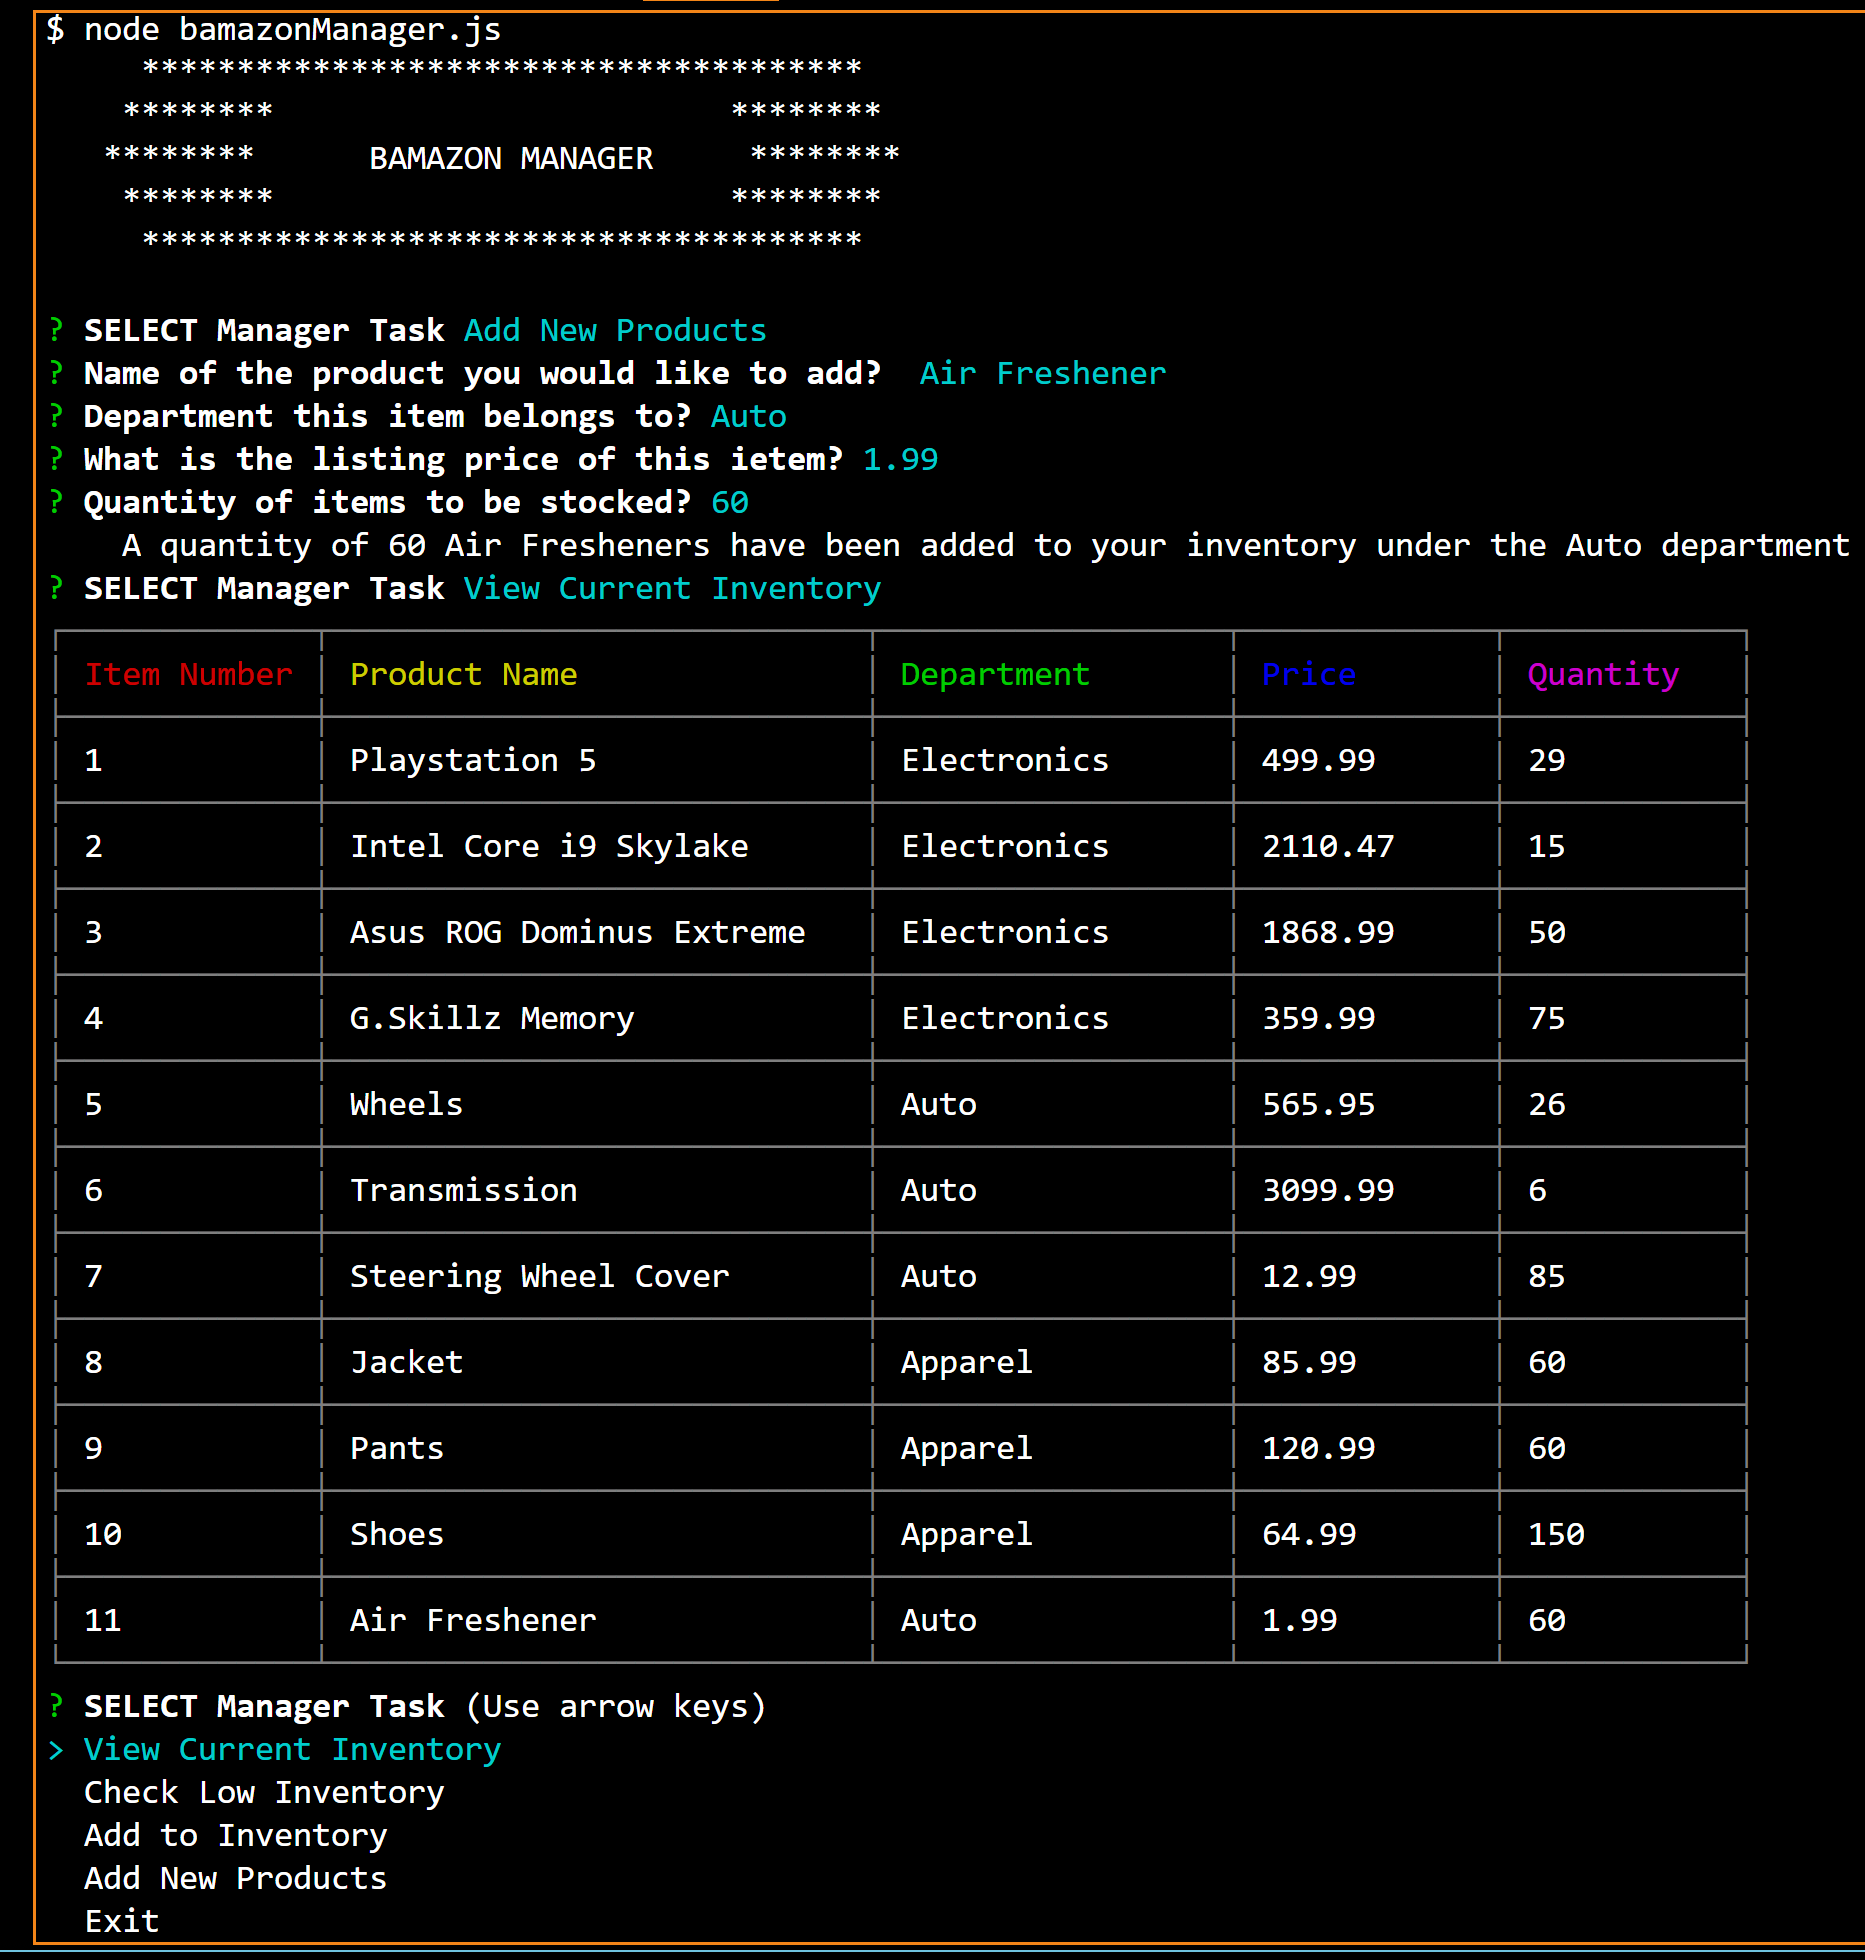 $ node bamazonManager.js
**************************************
******** ********
******** BAMAZON MANAGER ********
******** ********
**************************************
? SELECT Manager Task Add New Products
? Name of the product you would like to add?  Air Freshener
? Department this item belongs to? Auto
? What is the listing price of this ietem? 1.99
? Quantity of items to be stocked? 60
A quantity of 60 Air Fresheners have been added to your inventory under the Auto department
? SELECT Manager Task View Current Inventory
Item Number Product Name Department Price Quantity
1 Playstation 5 Electronics 499.99 29
2 Intel Core i9 Skylake Electronics 2110.47 15
3 Asus ROG Dominus Extreme Electronics 1868.99 50
4 G.Skillz Memory Electronics 359.99 75
5 Wheels Auto 565.95 26
6 Transmission Auto 3099.99 6
7 Steering Wheel Cover Auto 12.99 85
8 Jacket Apparel 85.99 60
9 Pants Apparel 120.99 60
10 Shoes Apparel 64.99 150
11 Air Freshener Auto 1.99 60
? SELECT Manager Task (Use arrow keys)
> View Current Inventory
Check Low Inventory
Add to Inventory
Add New Products
Exit